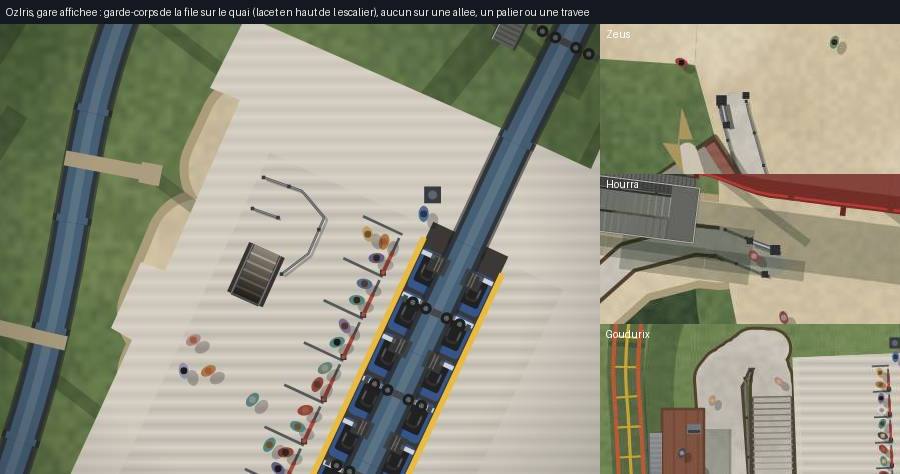 OzIris, gare affichee : garde-corps de la file sur le quai (lacet en haut de l escalier), aucun sur une allee, un palier ou une travee
Zeus
Hourra
Goudurix